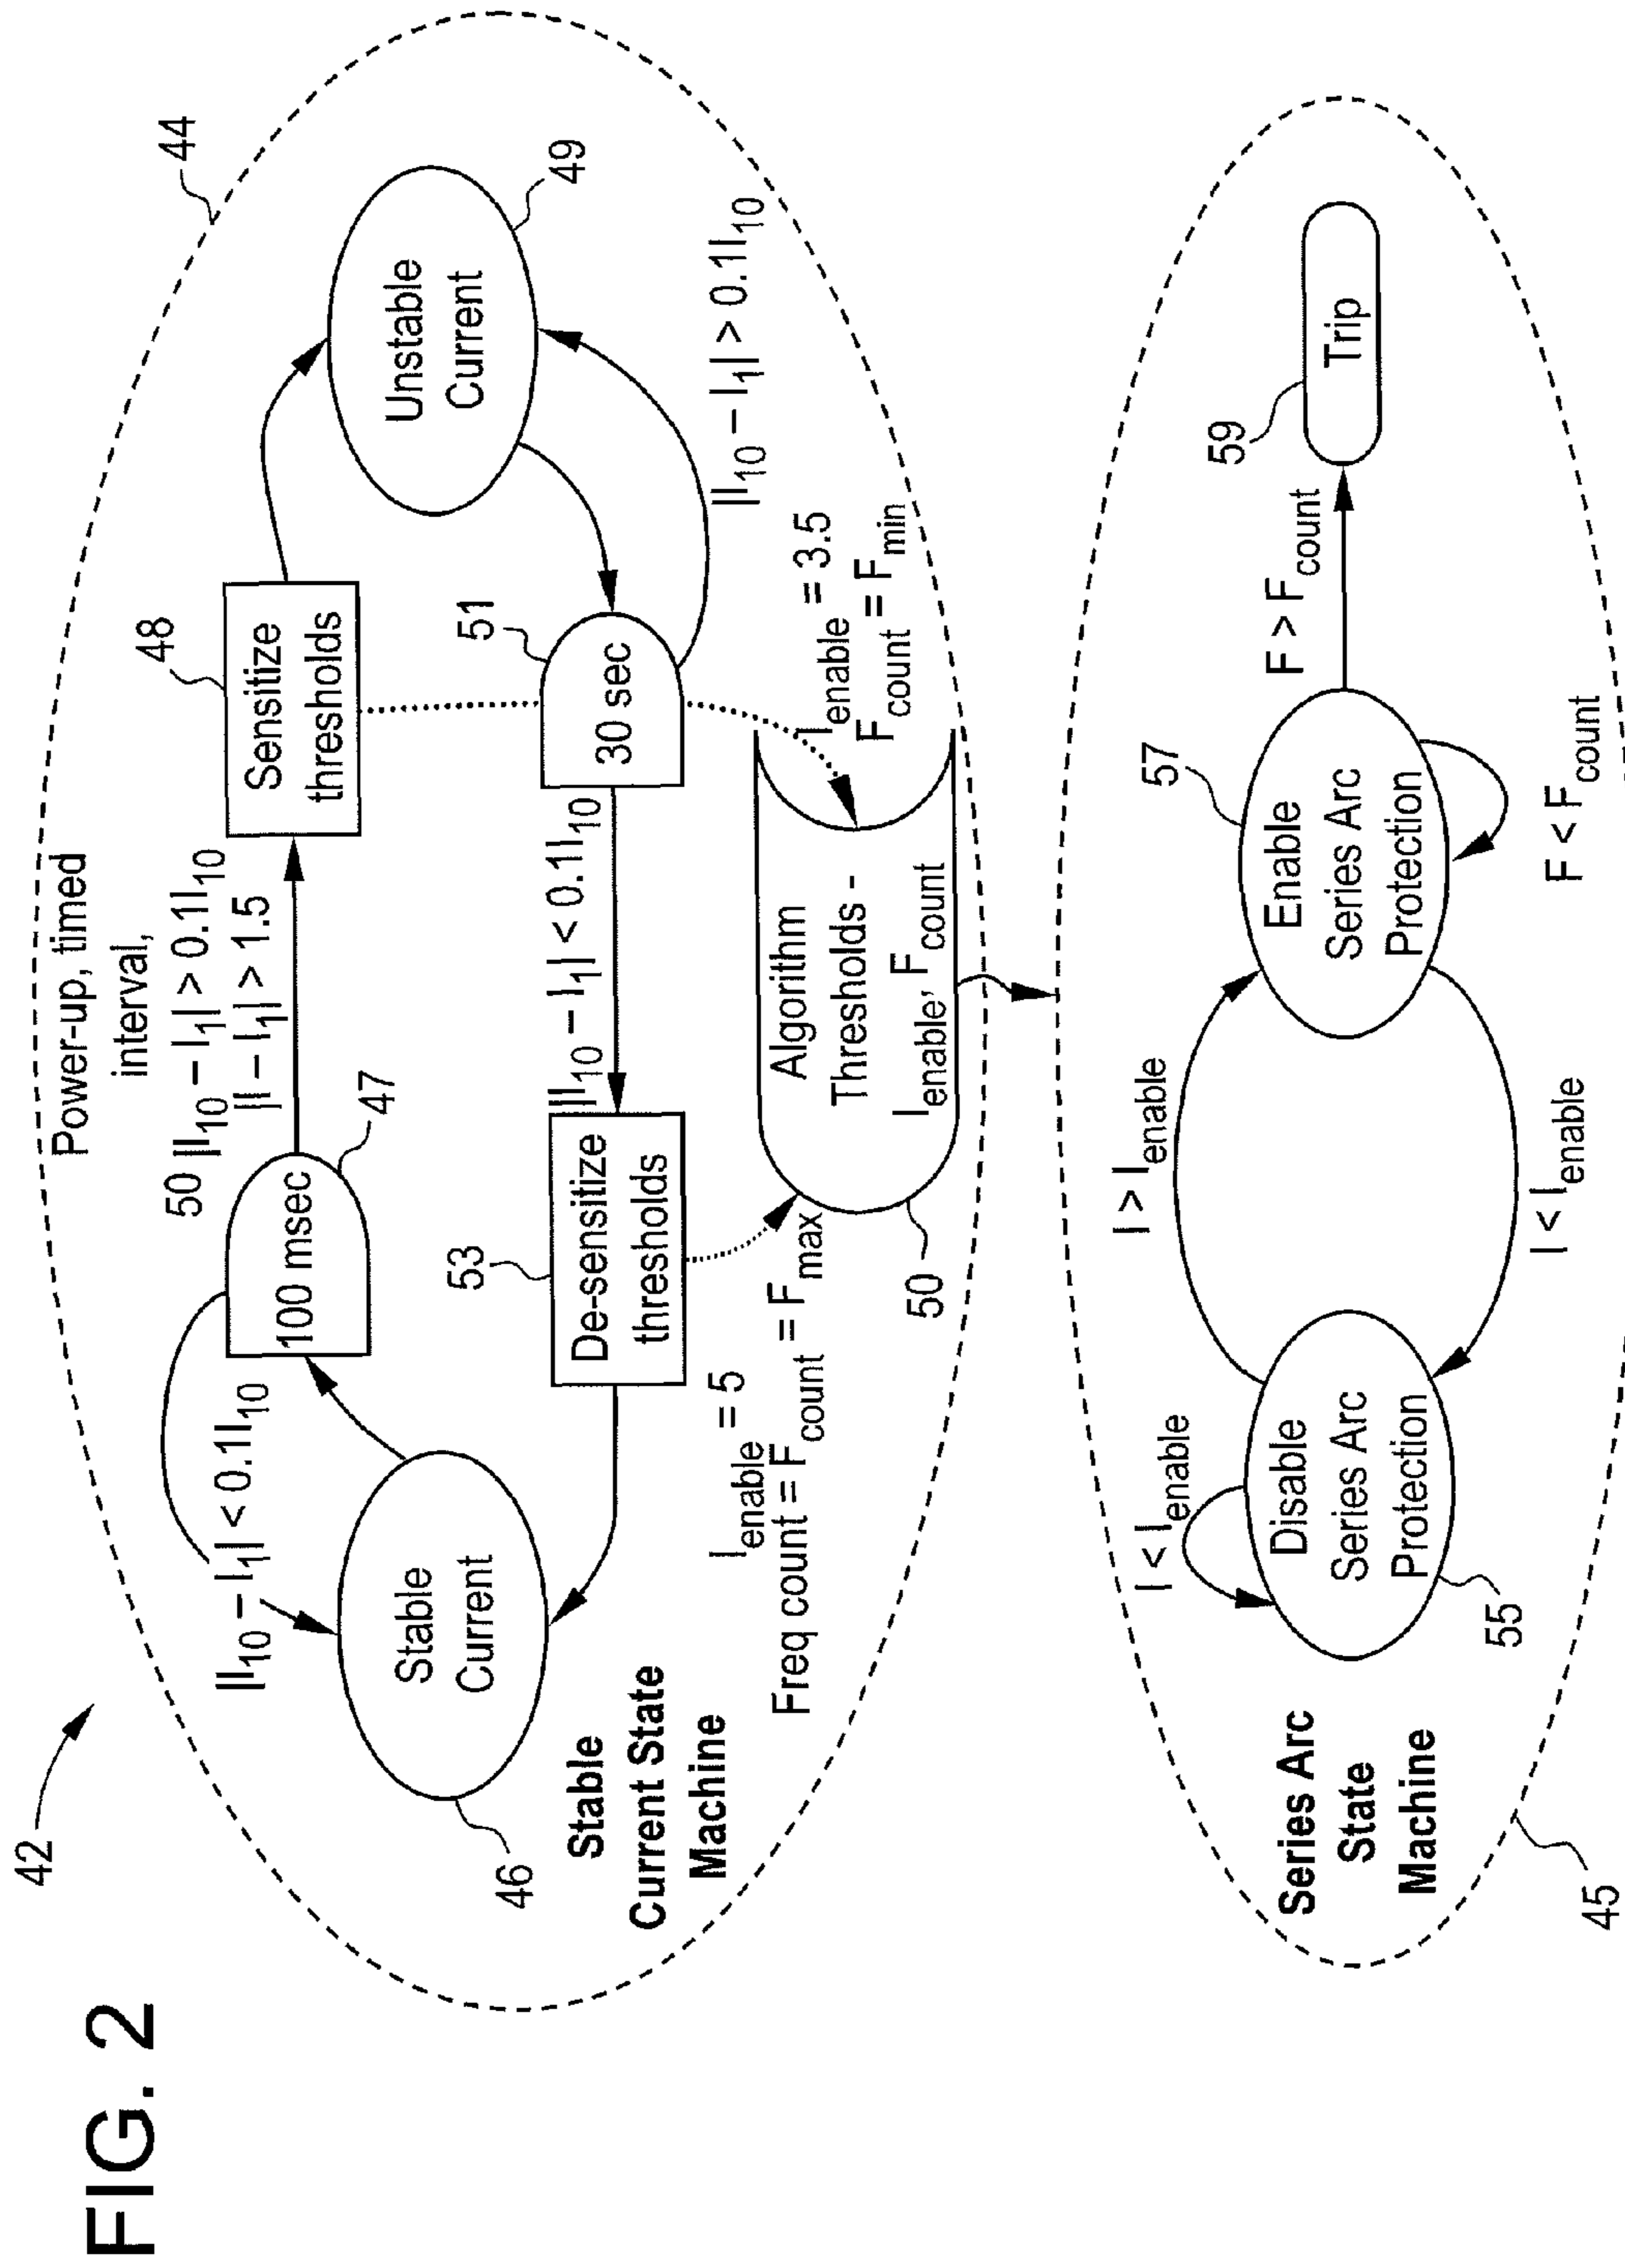 FIG. 2
42
44
Power-up, timed
interval,
50 |I10 – I1| > 0.1I10
|I – I1| > 1.5
47
100 msec
48
Sensitize
thresholds
|I10 – I1| < 0.1I10
Stable
Current
46
Unstable
Current
49
51
30 sec
|I10 – I1| < 0.1I10
|I10 – I1| > 0.1I10
53
De-sensitize
thresholds
Ienable = 5
Freq count = Fcount = Fmax
Ienable = 3.5
Fcount = Fmin
Algorithm
Thresholds -
Ienable, Fcount
50
Stable
Current State
Machine
I < Ienable
Disable
Series Arc
Protection
55
I > Ienable
I < Ienable
57
Enable
Series Arc
Protection
F > Fcount
F < Fcount
59
Trip
Series Arc
State
Machine
45